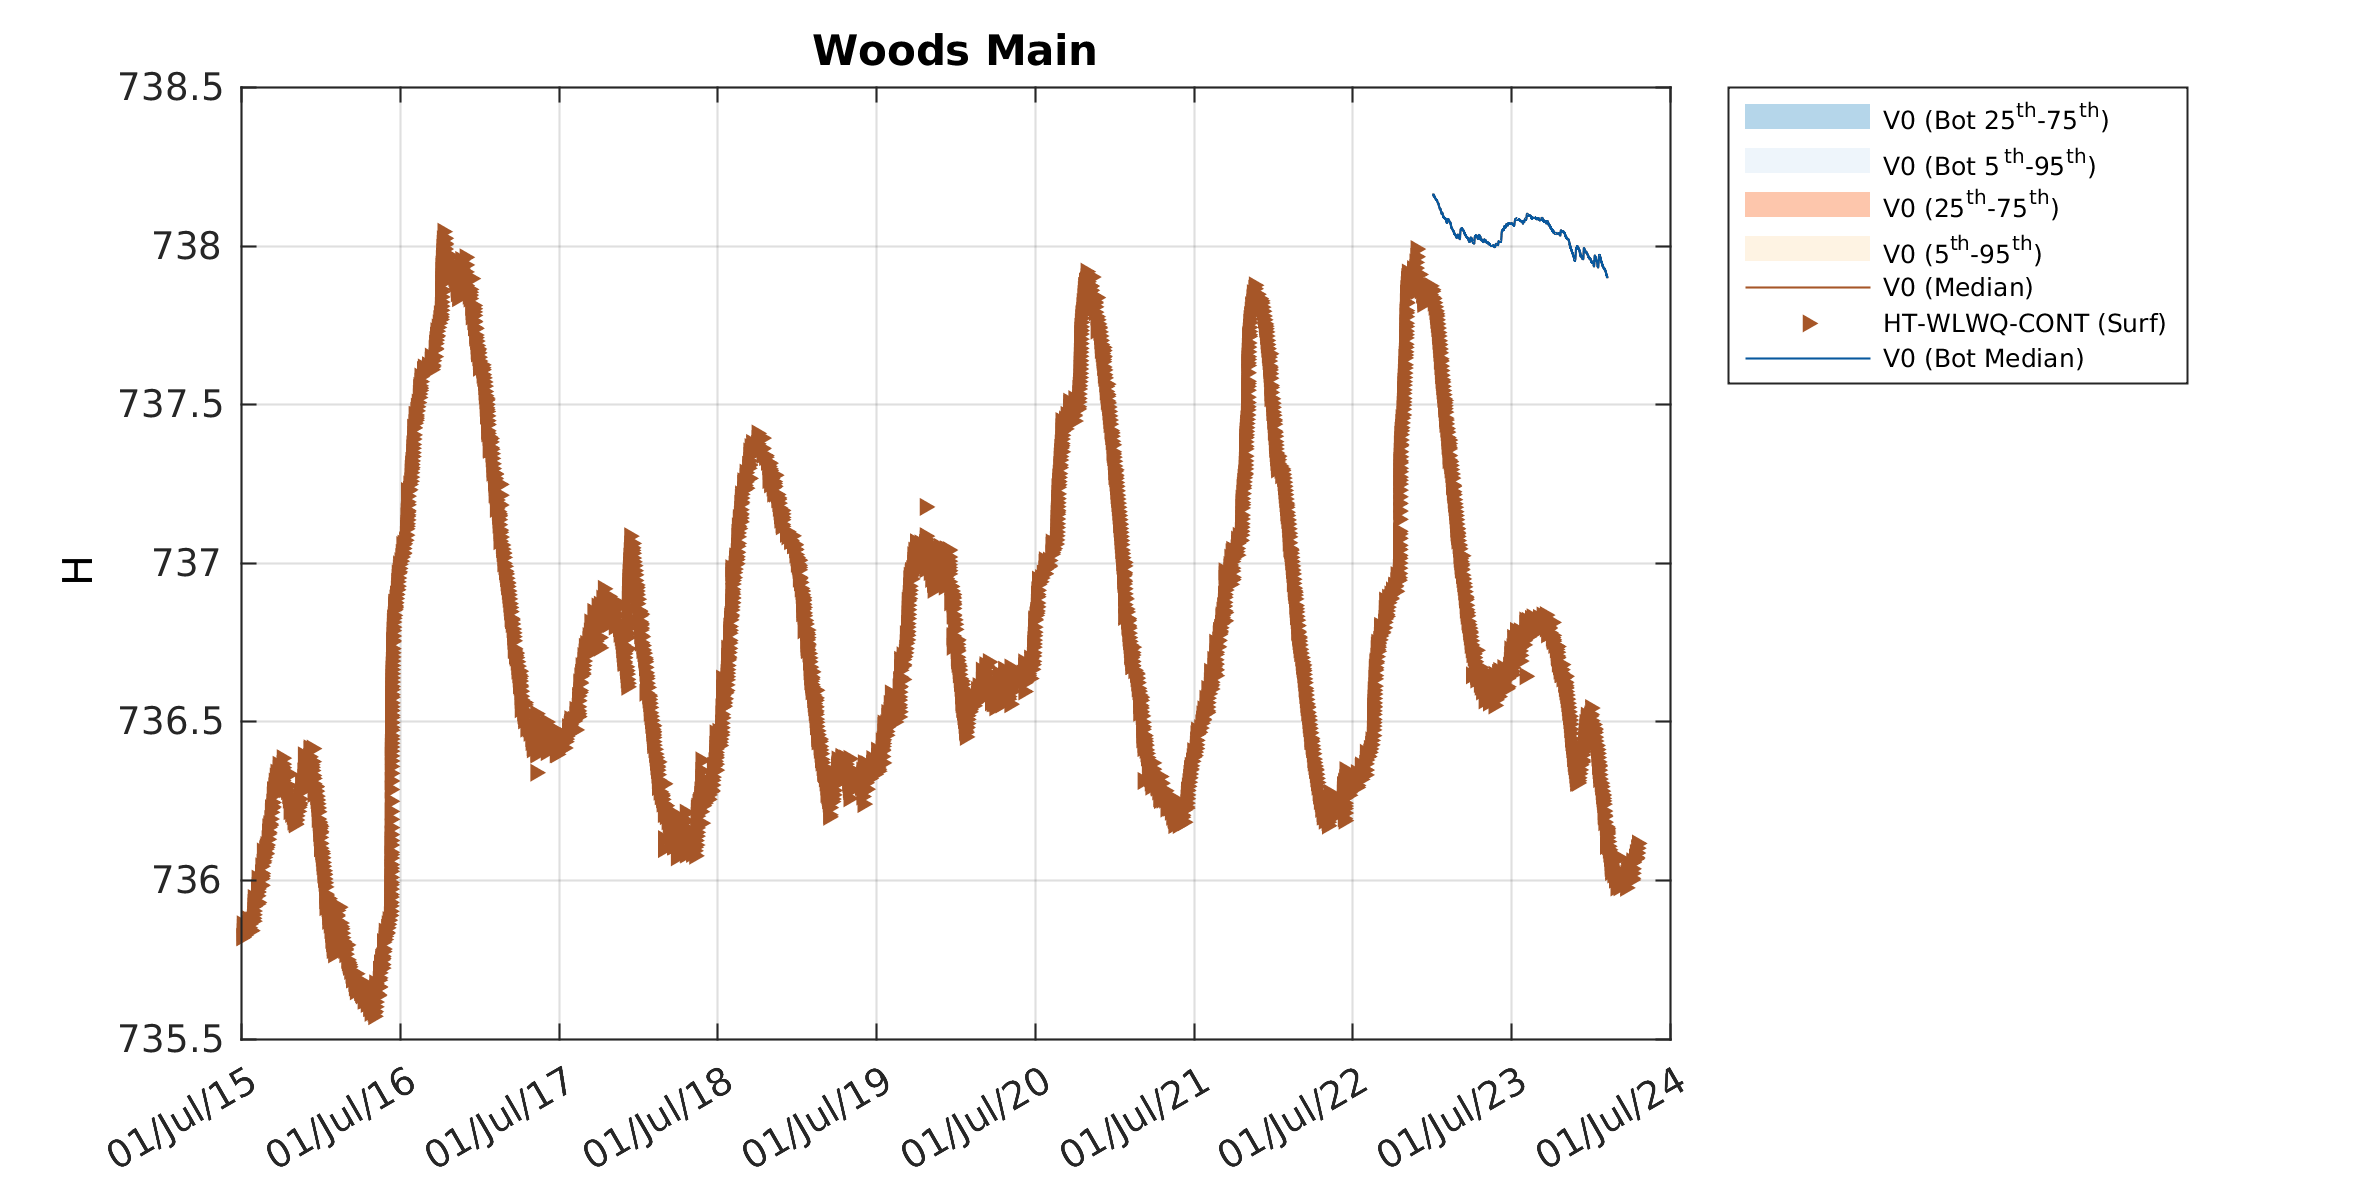 Woods Main
738.5
738
737.5
737
736.5
736
735.5
H
01/Jul/15
01/Jul/16
01/Jul/17
01/Jul/18
01/Jul/19
01/Jul/20
01/Jul/21
01/Jul/22
01/Jul/23
01/Jul/24
V0 (Bot 25th-75th)
V0 (Bot 5th-95th)
V0 (25th-75th)
V0 (5th-95th)
V0 (Median)
HT-WLWQ-CONT (Surf)
V0 (Bot Median)